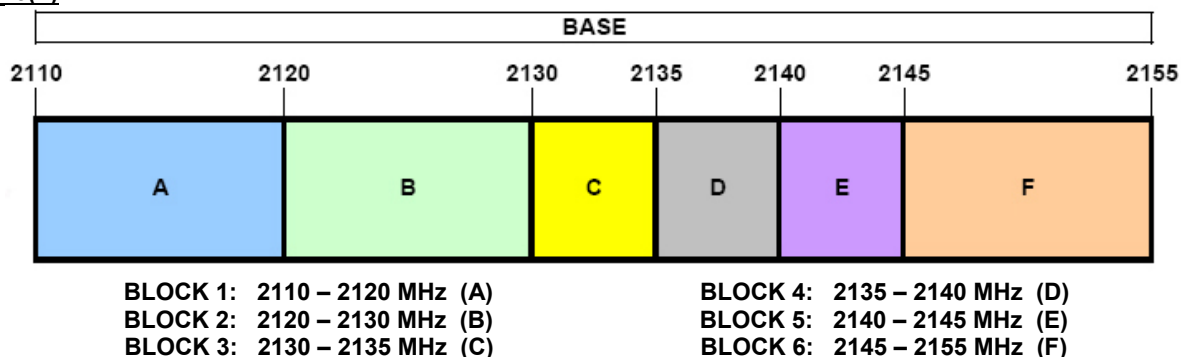 BASE
2110 2120 2130 2135 2140 2145 2155
A B C D E F
BLOCK 1: 2110 – 2120 MHz (A)
BLOCK 2: 2120 – 2130 MHz (B)
BLOCK 3: 2130 – 2135 MHz (C)
BLOCK 4: 2135 – 2140 MHz (D)
BLOCK 5: 2140 – 2145 MHz (E)
BLOCK 6: 2145 – 2155 MHz (F)